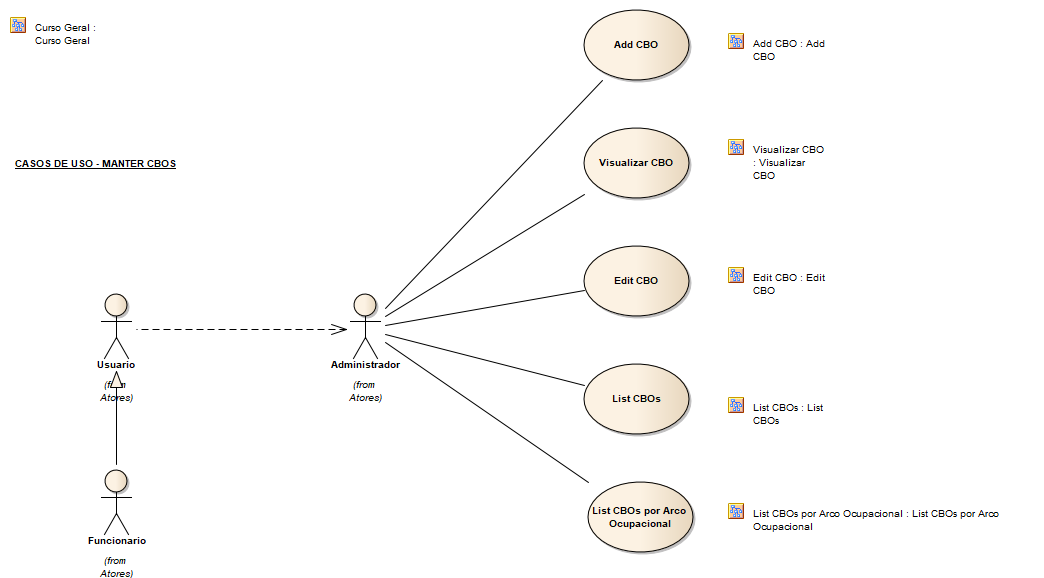 Curso Geral :
Curso Geral
CASOS DE USO - MANTER CBOS
Add CBO
Add CBO : Add
CBO
Visualizar CBO
Visualizar CBO
: Visualizar
CBO
Edit CBO
Edit CBO : Edit
CBO
Usuario
(from
Atores)
Administrador
(from
Atores)
List CBOs
List CBOs : List
CBOs
List CBOs por Arco
Ocupacional
List CBOs por Arco Ocupacional : List CBOs por Arco
Ocupacional
Funcionario
(from
Atores)